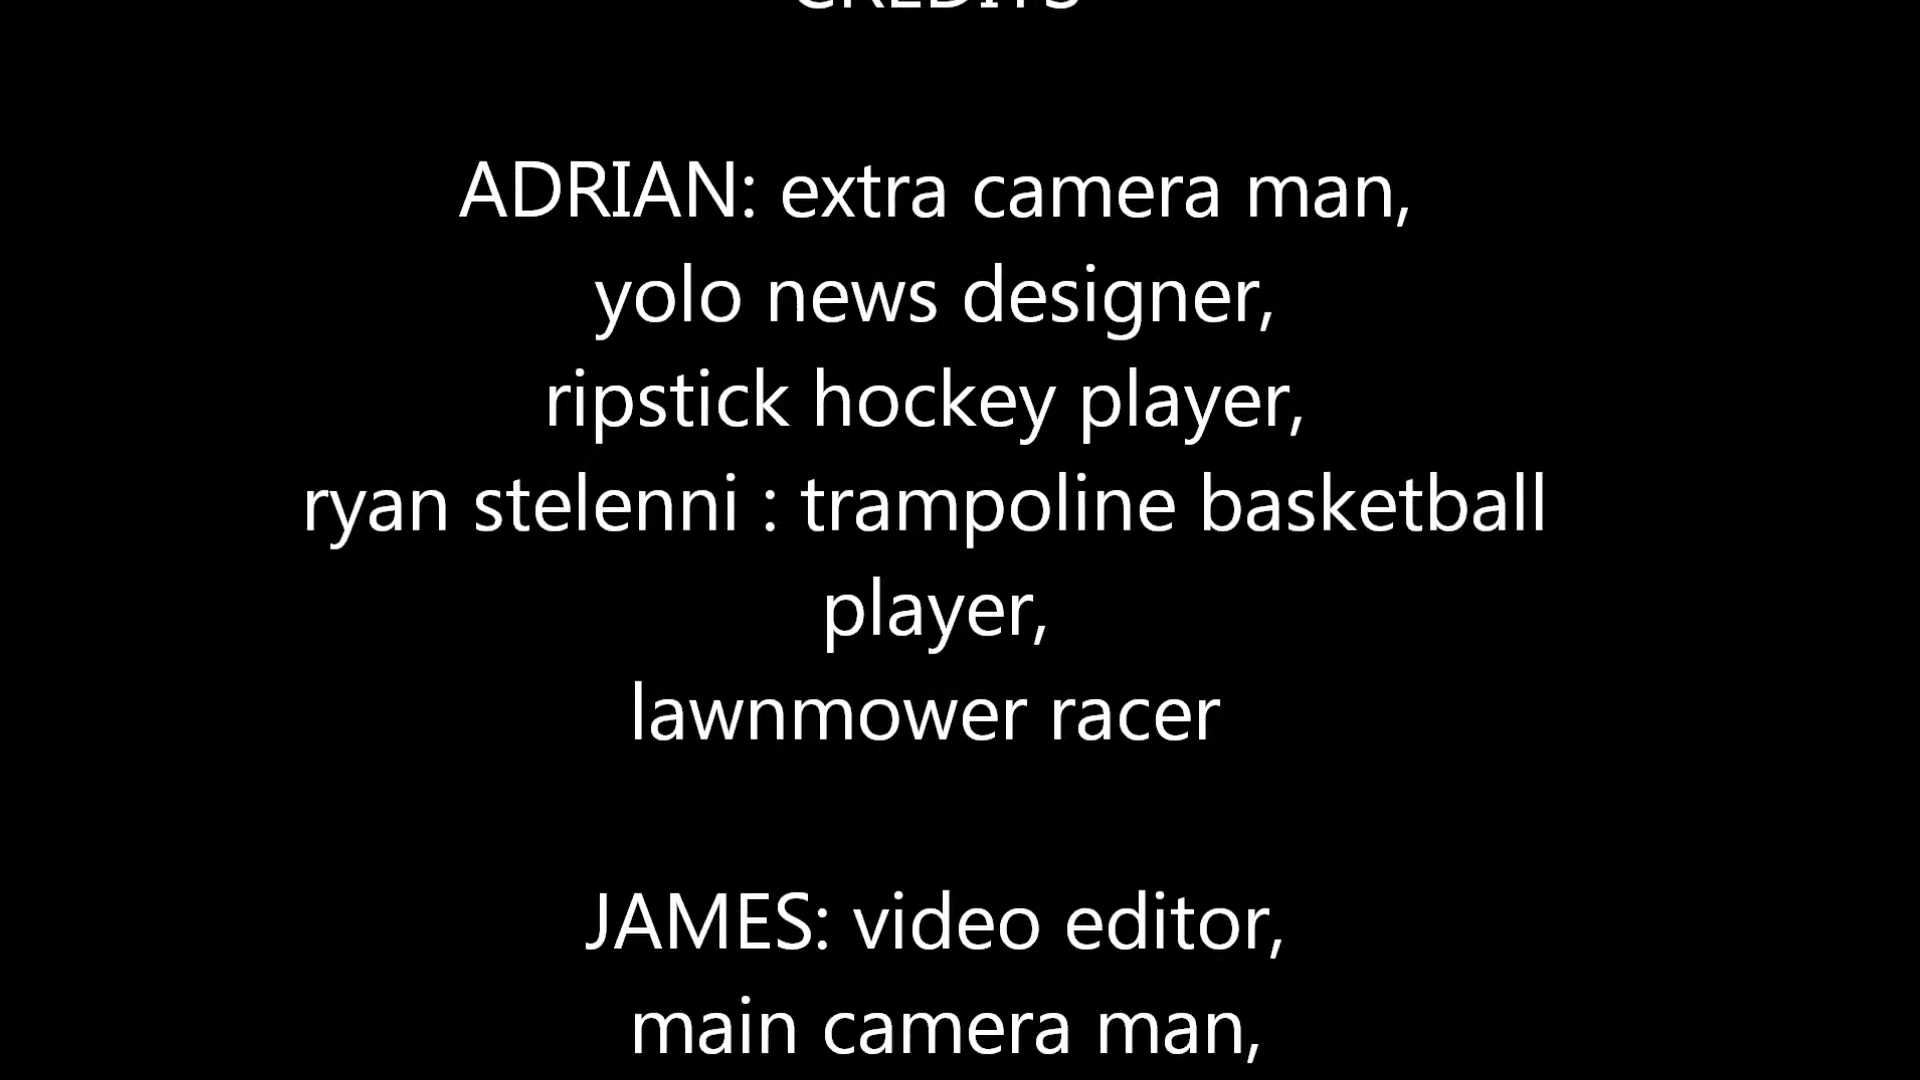 CREDITS
ADRIAN: extra camera man,
yolo news designer,
ripstick hockey player,
ryan stelenni : trampoline basketball
player,
lawnmower racer
JAMES: video editor,
main camera man,